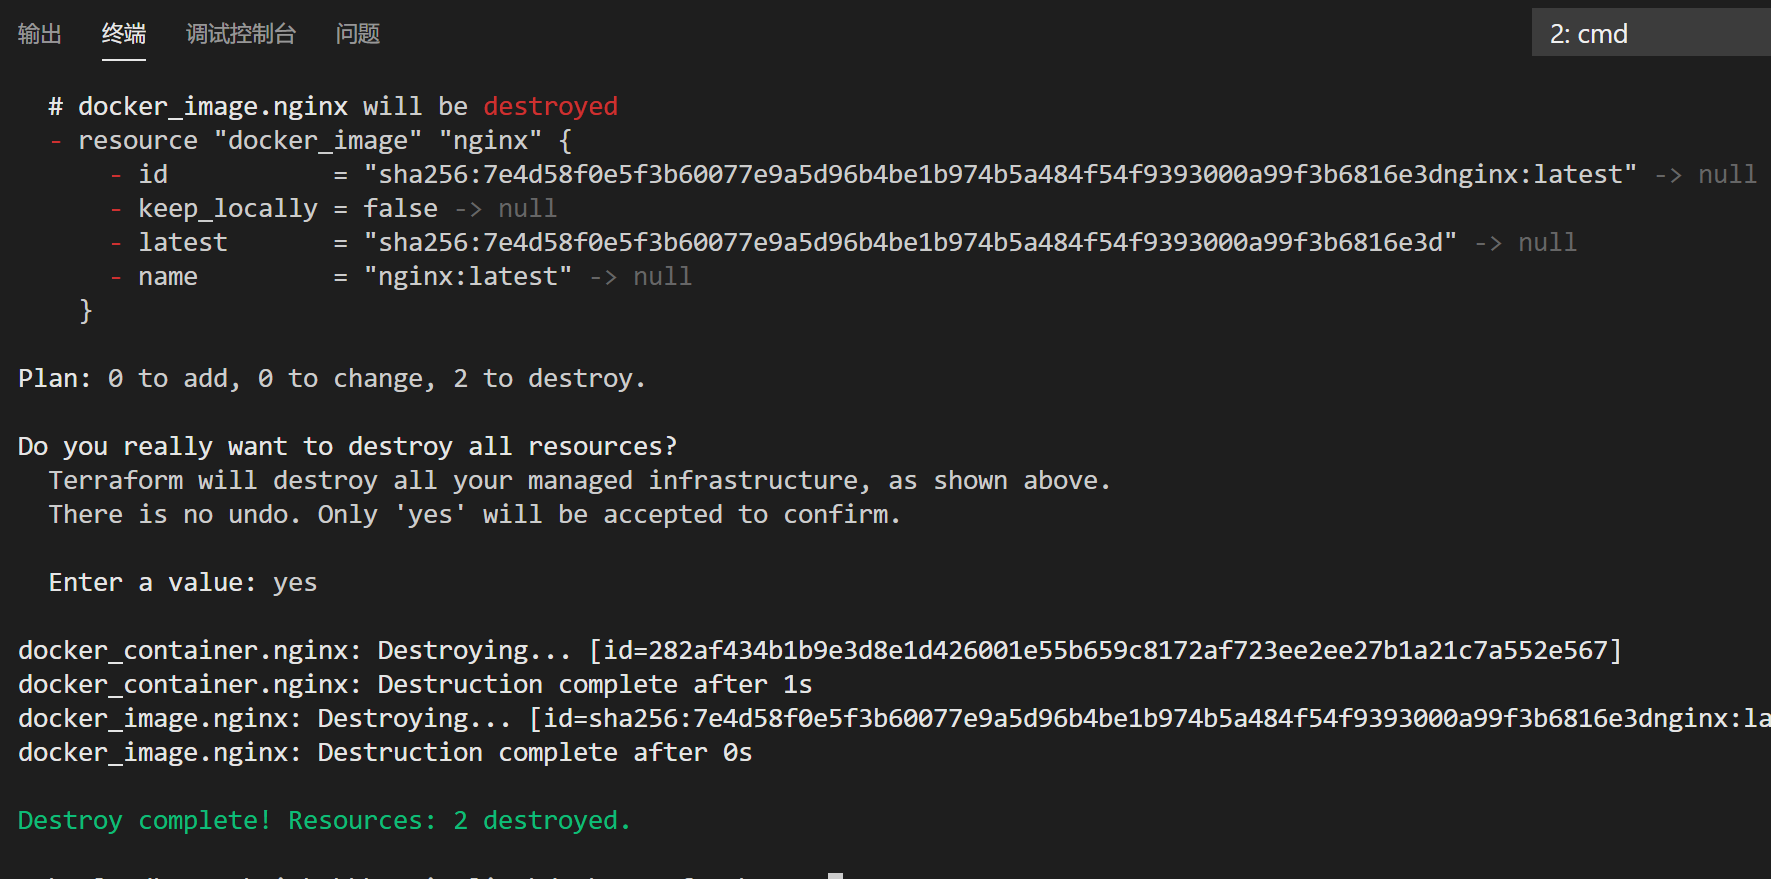 输出 终端 调试控制台 问题 2: cmd
# docker_image.nginx will be destroyed
- resource "docker_image" "nginx" {
- id = "sha256:7e4d58f0e5f3b60077e9a5d96b4be1b974b5a484f54f9393000a99f3b6816e3dnginx:latest" -> null
- keep_locally = false -> null
- latest = "sha256:7e4d58f0e5f3b60077e9a5d96b4be1b974b5a484f54f9393000a99f3b6816e3d" -> null
- name = "nginx:latest" -> null
}
Plan: 0 to add, 0 to change, 2 to destroy.
Do you really want to destroy all resources?
Terraform will destroy all your managed infrastructure, as shown above.
There is no undo. Only 'yes' will be accepted to confirm.
Enter a value: yes
docker_container.nginx: Destroying... [id=282af434b1b9e3d8e1d426001e55b659c8172af723ee2ee27b1a21c7a552e567]
docker_container.nginx: Destruction complete after 1s
docker_image.nginx: Destroying... [id=sha256:7e4d58f0e5f3b60077e9a5d96b4be1b974b5a484f54f9393000a99f3b6816e3dnginx:la
docker_image.nginx: Destruction complete after 0s
Destroy complete! Resources: 2 destroyed.